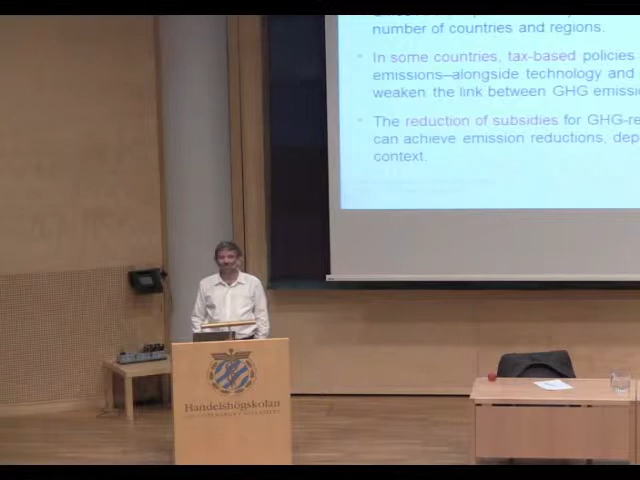 number of countries and regions.
In some countries, tax-based policies
emissions—alongside technology and
weaken the link between GHG emissi
The reduction of subsidies for GHG-re
can achieve emission reductions, dep
context.
Handelshögskolan